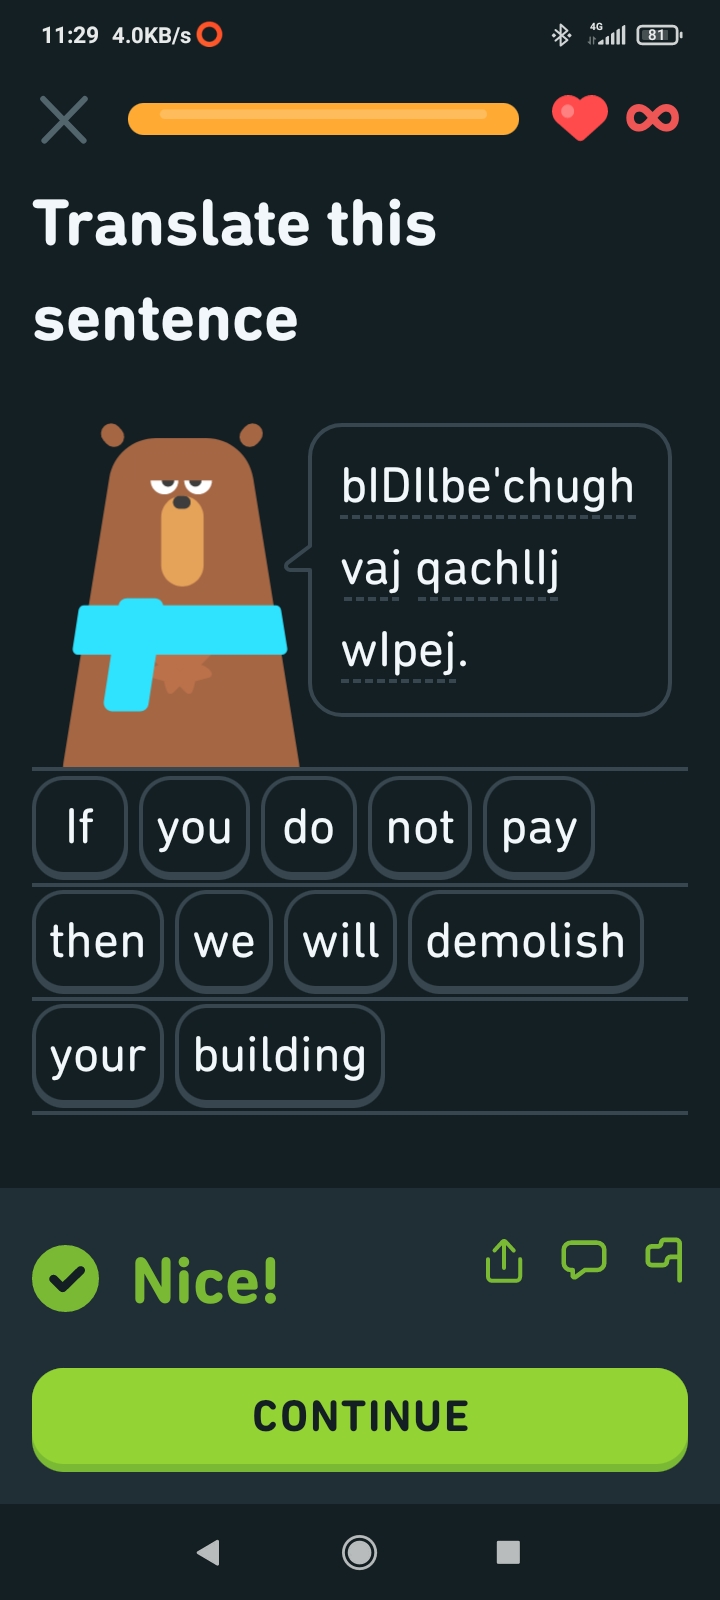 11:29 4.0KB/s 4G 81
Translate this
sentence
bIDIlbe'chugh
vaj qachlIj
wIpej.
If you do not pay
then we will demolish
your building
Nice!
CONTINUE